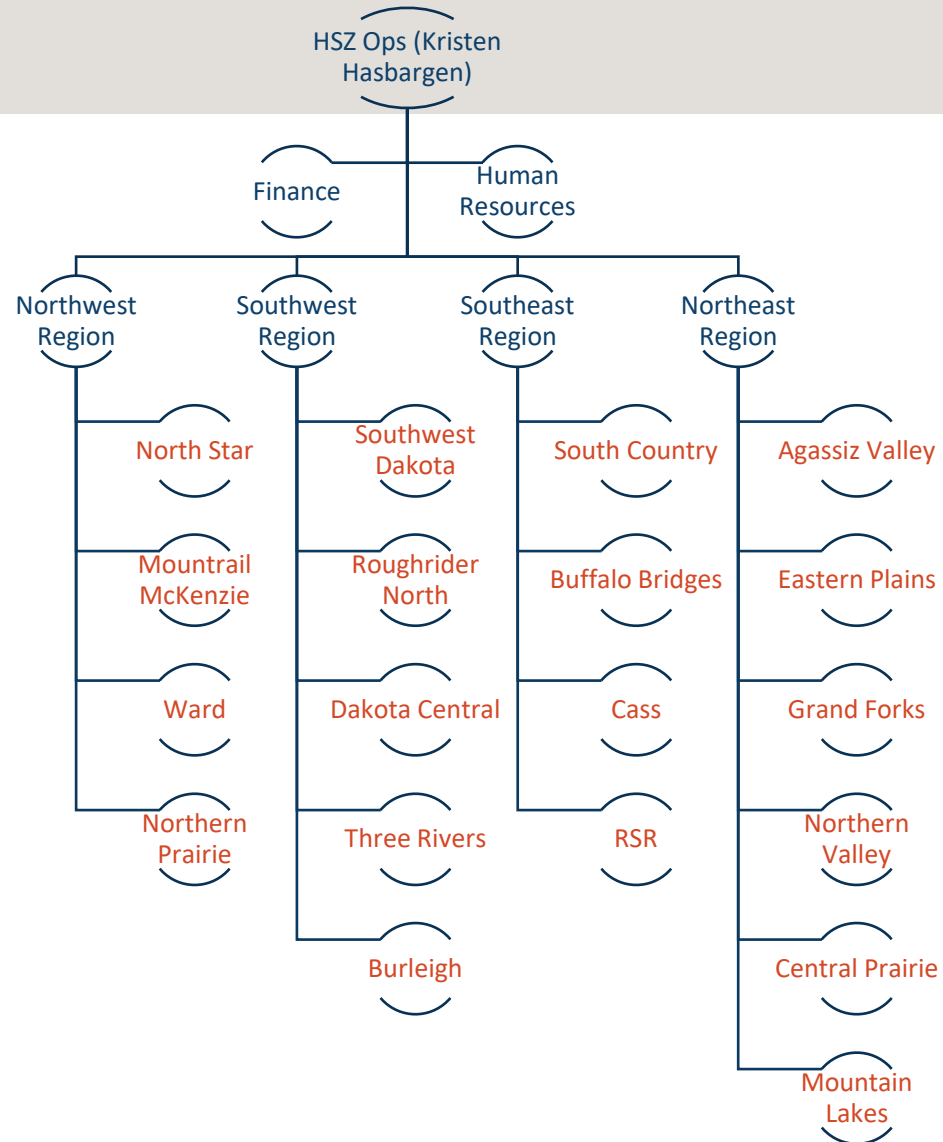 HSZ Ops (Kristen
Hasbargen)
Finance
Human
Resources
Northwest
Region
Southwest
Region
Southeast
Region
Northeast
Region
North Star
Mountrail
McKenzie
Ward
Northern
Prairie
Southwest
Dakota
Roughrider
North
Dakota Central
Three Rivers
Burleigh
South Country
Buffalo Bridges
Cass
RSR
Agassiz Valley
Eastern Plains
Grand Forks
Northern
Valley
Central Prairie
Mountain
Lakes